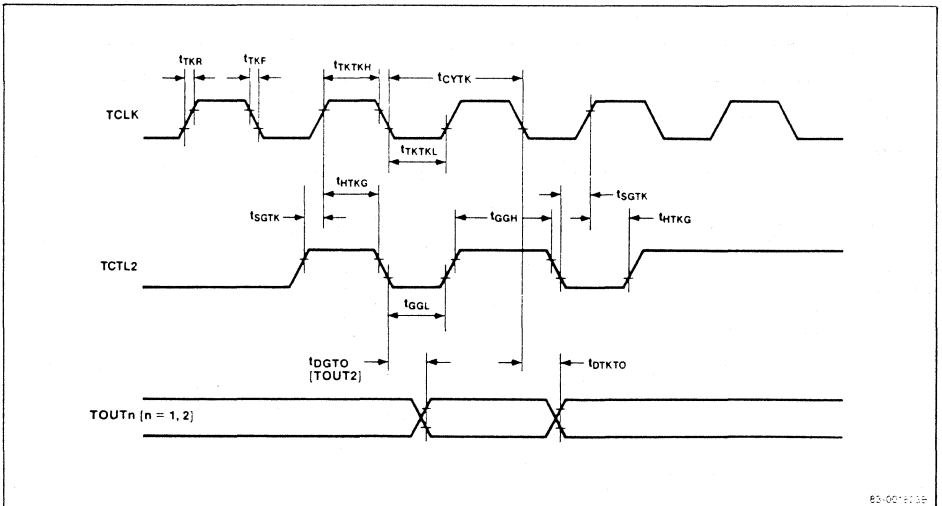 tTKR
tTKF
tTKTKH
tCYTK
TCLK
tTKTKL
tHTKG
tSGTK
tSGTK
tGGH
tHTKG
TCTL2
tGGL
tDGTO
[TOUT2]
tDTKTO
TOUTn [n = 1, 2]